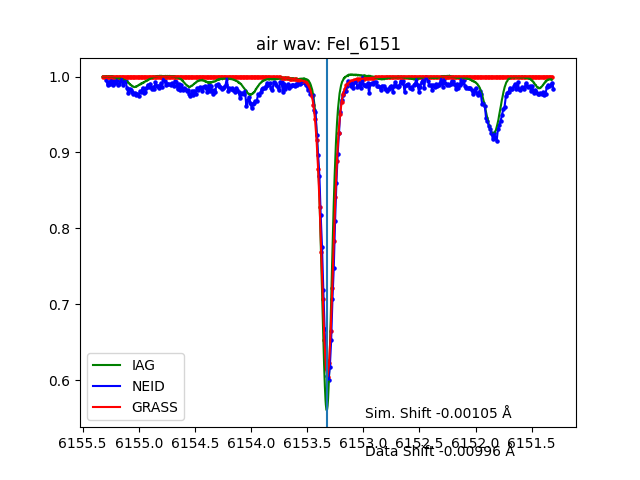 air wav: FeI_6151
1.0
0.9
0.8
0.7
0.6
IAG
NEID
GRASS
Sim. Shift -0.00105 Å
6155.5 6155.0 6154.5 6154.0 6153.5 6153.0 6152.5 6152.0 6151.5
Data Shift -0.00996 Å